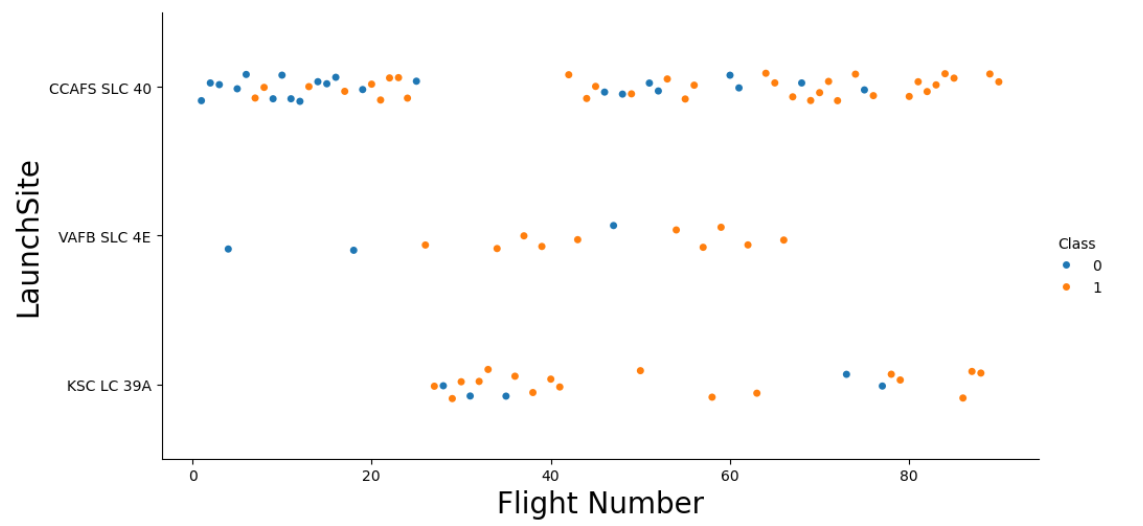 LaunchSite
CCAFS SLC 40
VAFB SLC 4E
KSC LC 39A
0 20 40 60 80
Flight Number
Class
0
1